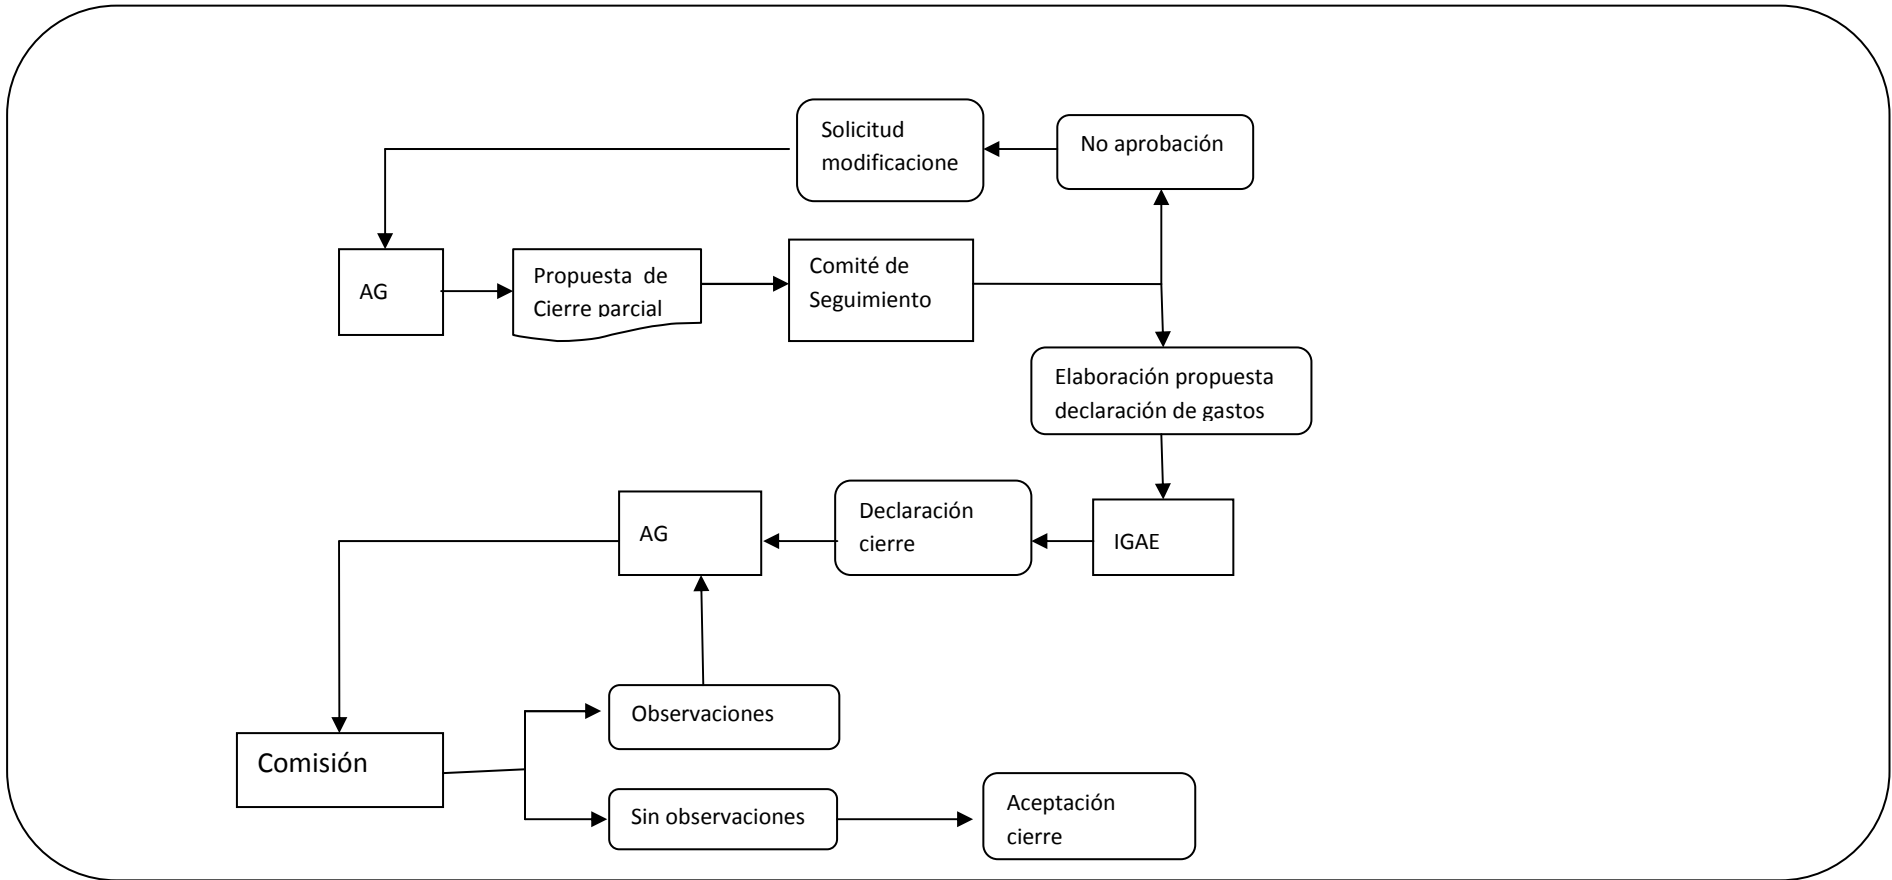 Solicitud
modificacione
No aprobación
AG
Propuesta de
Cierre parcial
Comité de
Seguimiento
Elaboración propuesta
declaración de gastos
AG
Declaración
cierre
IGAE
Observaciones
Comisión
Sin observaciones
Aceptación
cierre